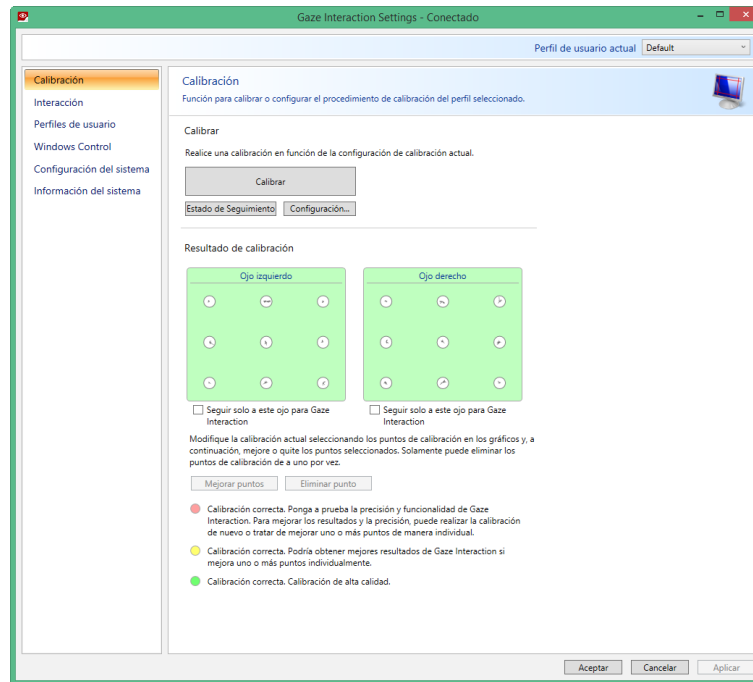 Gaze Interaction Settings - Conectado
Perfil de usuario actual Default
Calibración
Interacción
Perfiles de usuario
Windows Control
Configuración del sistema
Información del sistema
Calibración
Función para calibrar o configurar el procedimiento de calibración del perfil seleccionado.
Calibrar
Realice una calibración en función de la configuración de calibración actual.
Calibrar
Estado de Seguimiento Configuración...
Resultado de calibración
Ojo izquierdo Ojo derecho
Seguir solo a este ojo para Gaze
Interaction
Seguir solo a este ojo para Gaze
Interaction
Modifique la calibración actual seleccionando los puntos de calibración en los gráficos y, a
continuación, mejore o quite los puntos seleccionados. Solamente puede eliminar los
puntos de calibración de a uno por vez.
Mejorar puntos Eliminar punto
Calibración correcta. Ponga a prueba la precisión y funcionalidad de Gaze
Interaction. Para mejorar los resultados y la precisión, puede realizar la calibración
de nuevo o tratar de mejorar uno o más puntos de manera individual.
Calibración correcta. Podría obtener mejores resultados de Gaze Interaction si
mejora uno o más puntos individualmente.
Calibración correcta. Calibración de alta calidad.
Aceptar Cancelar Aplicar